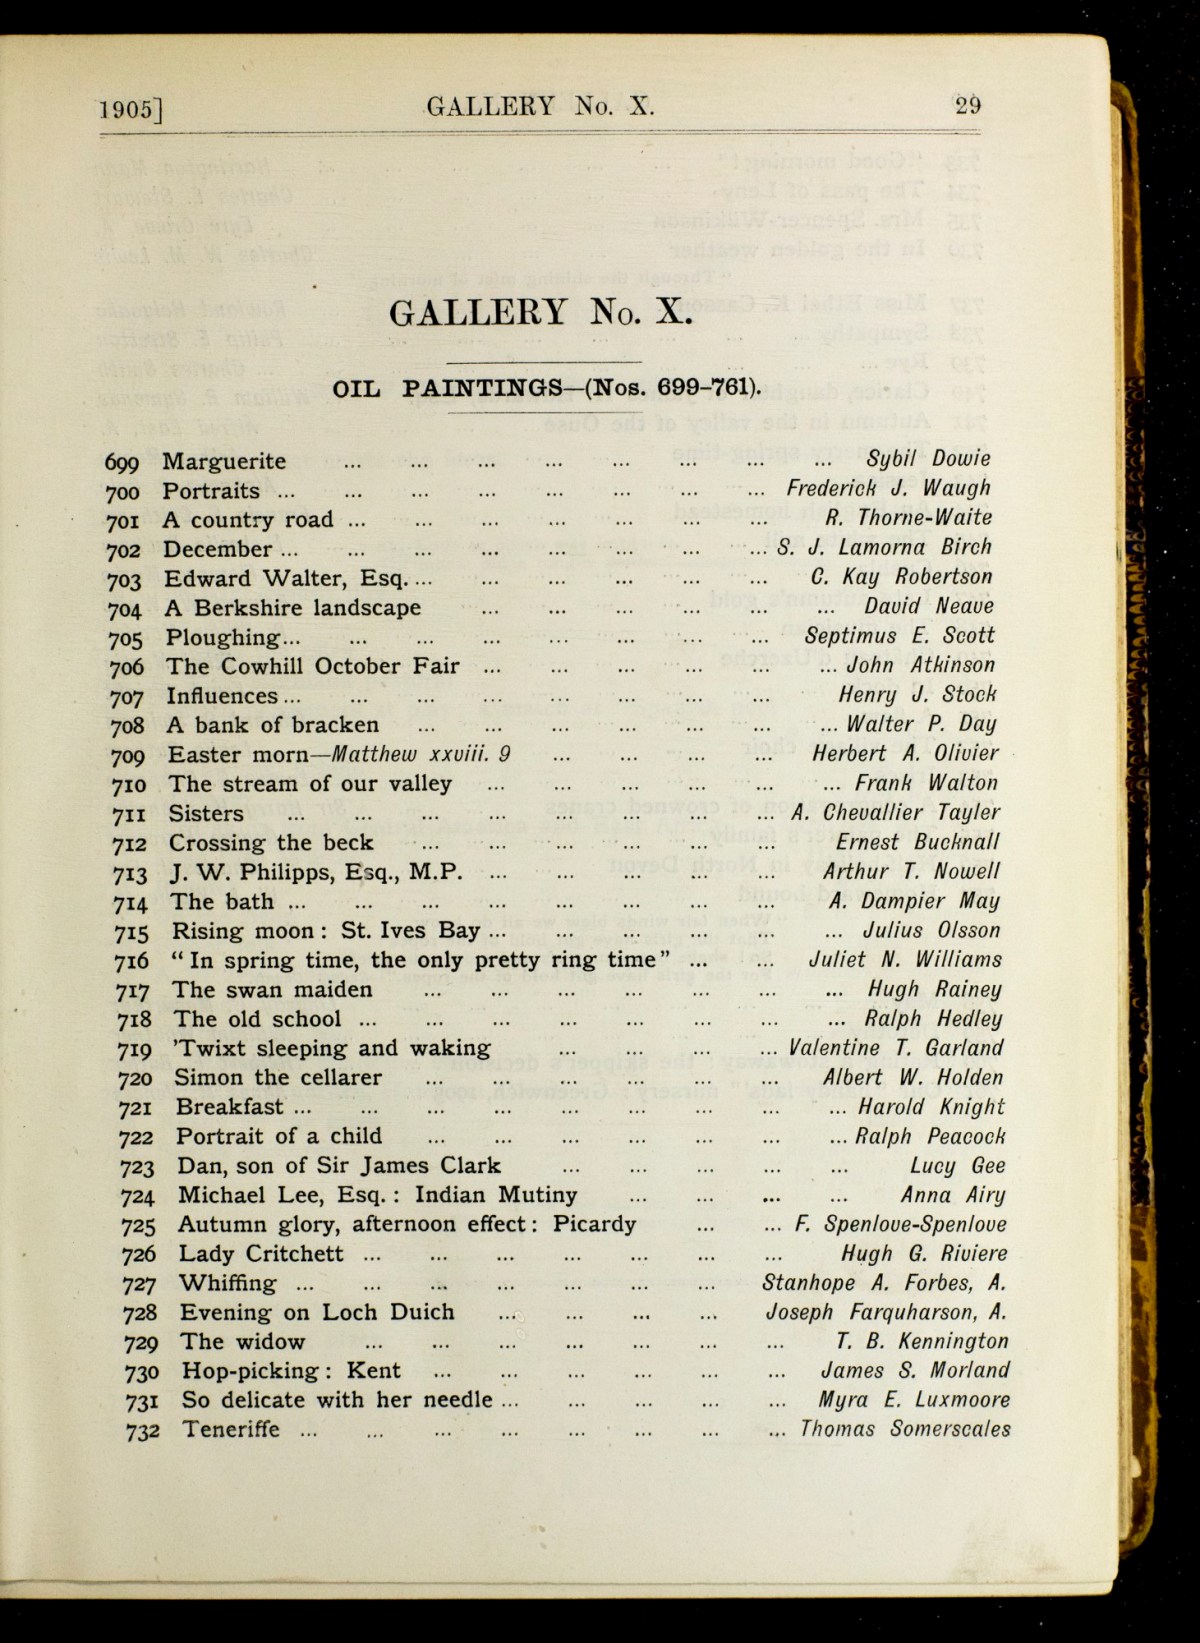 1905] GALLERY No. X. 29
GALLERY No. X.
OIL PAINTINGS—(Nos. 699-761).
699 Marguerite ... ... ... ... ... ... ... ... Sybil Dowie
700 Portraits ... ... ... ... ... ... ... ... Frederick J. Waugh
701 A country road ... ... ... ... ... ... ... R. Thorne-Waite
702 December ... ... ... ... ... ... ... ... S. J. Lamorna Birch
703 Edward Walter, Esq. ... ... ... ... ... ... C. Kay Robertson
704 A Berkshire landscape ... ... ... ... ... ... David Neave
705 Ploughing... ... ... ... ... ... ... ... Septimus E. Scott
706 The Cowhill October Fair ... ... ... ... ... ... John Atkinson
707 Influences ... ... ... ... ... ... ... ... Henry J. Stock
708 A bank of bracken ... ... ... ... ... ... ... Walter P. Day
709 Easter morn—Matthew xxviii. 9 ... ... ... ... Herbert A. Olivier
710 The stream of our valley ... ... ... ... ... ... Frank Walton
711 Sisters ... ... ... ... ... ... ... ... A. Chevallier Tayler
712 Crossing the beck ... ... ... ... ... ... Ernest Bucknall
713 J. W. Philipps, Esq., M.P. ... ... ... ... ... Arthur T. Nowell
714 The bath ... ... ... ... ... ... ... ... A. Dampier May
715 Rising moon : St. Ives Bay ... ... ... ... ... ... Julius Olsson
716 “ In spring time, the only pretty ring time ” ... ... Juliet N. Williams
717 The swan maiden ... ... ... ... ... ... ... Hugh Rainey
718 The old school ... ... ... ... ... ... ... ... Ralph Hedley
719 ’Twixt sleeping and waking ... ... ... ... Valentine T. Garland
720 Simon the cellarer ... ... ... ... ... ... Albert W. Holden
721 Breakfast ... ... ... ... ... ... ... ... ... Harold Knight
722 Portrait of a child ... ... ... ... ... ... ... Ralph Peacock
723 Dan, son of Sir James Clark ... ... ... ... ... Lucy Gee
724 Michael Lee, Esq. : Indian Mutiny ... ... ... ... Anna Airy
725 Autumn glory, afternoon effect : Picardy ... ... F. Spenlove-Spenlove
726 Lady Critchett ... ... ... ... ... ... ... Hugh G. Riviere
727 Whiffing ... ... ... ... ... ... ... Stanhope A. Forbes, A.
728 Evening on Loch Duich ... ... ... ... Joseph Farquharson, A.
729 The widow ... ... ... ... ... ... ... T. B. Kennington
730 Hop-picking : Kent ... ... ... ... ... ... James S. Morland
731 So delicate with her needle ... ... ... ... ... Myra E. Luxmoore
732 Teneriffe ... ... ... ... ... ... ... ... Thomas Somerscales